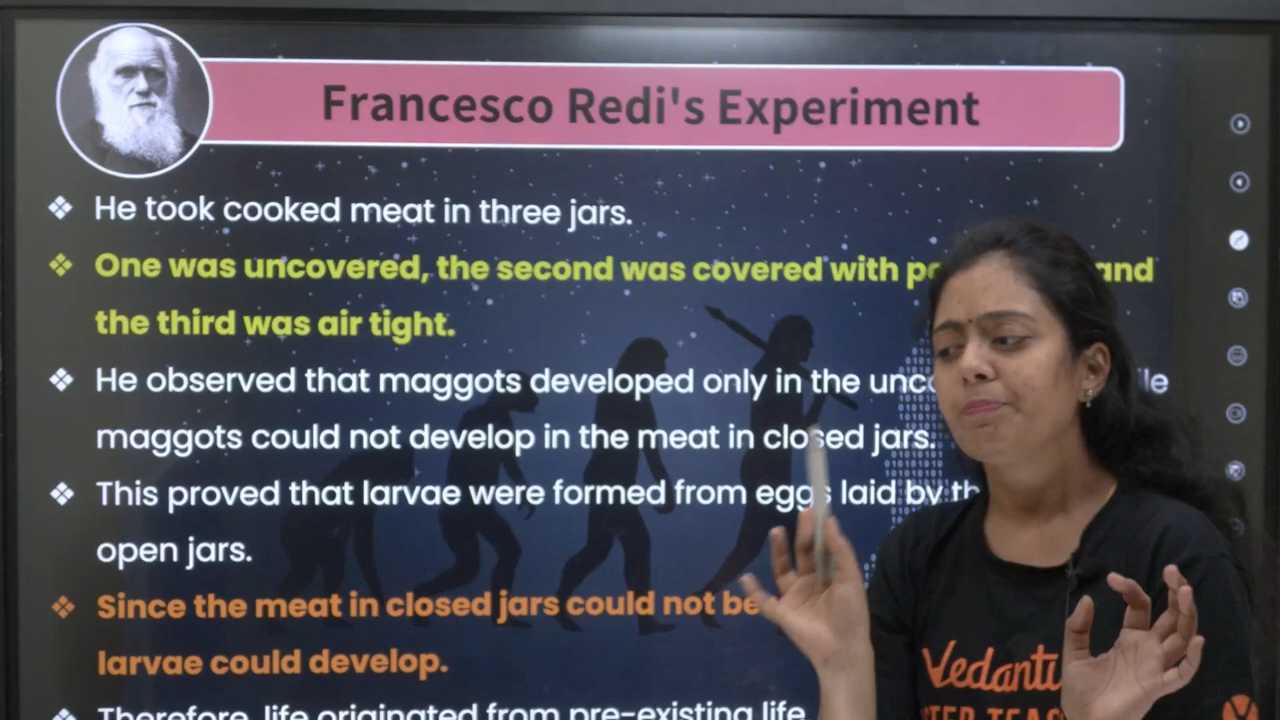 Francesco Redi's Experiment
He took cooked meat in three jars.
One was uncovered, the second was covered with and
the third was air tight.
He observed that maggots developed only in the
maggots could not develop in the meat in closed jars.
This proved that larvae were formed from eggs laid by
open jars.
Since the meat in closed jars could not be
larvae could develop.
Therefore, life originated from pre-existing life.
Vedantu